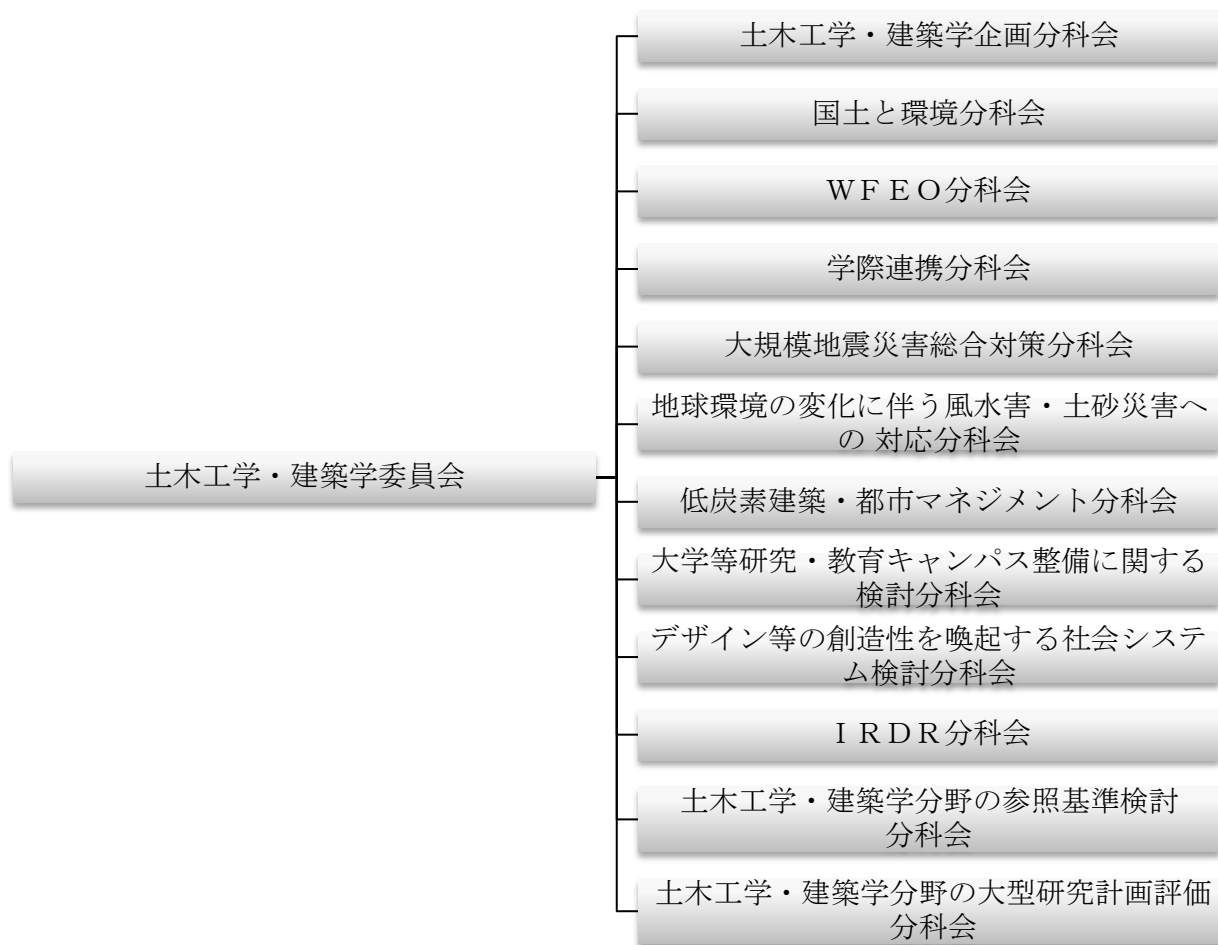 土木工学・建築学企画分科会
国土と環境分科会
ＷＦＥＯ分科会
学際連携分科会
大規模地震災害総合対策分科会
地球環境の変化に伴う風水害・土砂災害へ
の 対応分科会
土木工学・建築学委員会
低炭素建築・都市マネジメント分科会
大学等研究・教育キャンパス整備に関する
検討分科会
デザイン等の創造性を喚起する社会システ
ム検討分科会
ＩＲＤＲ分科会
土木工学・建築学分野の参照基準検討
分科会
土木工学・建築学分野の大型研究計画評価
分科会